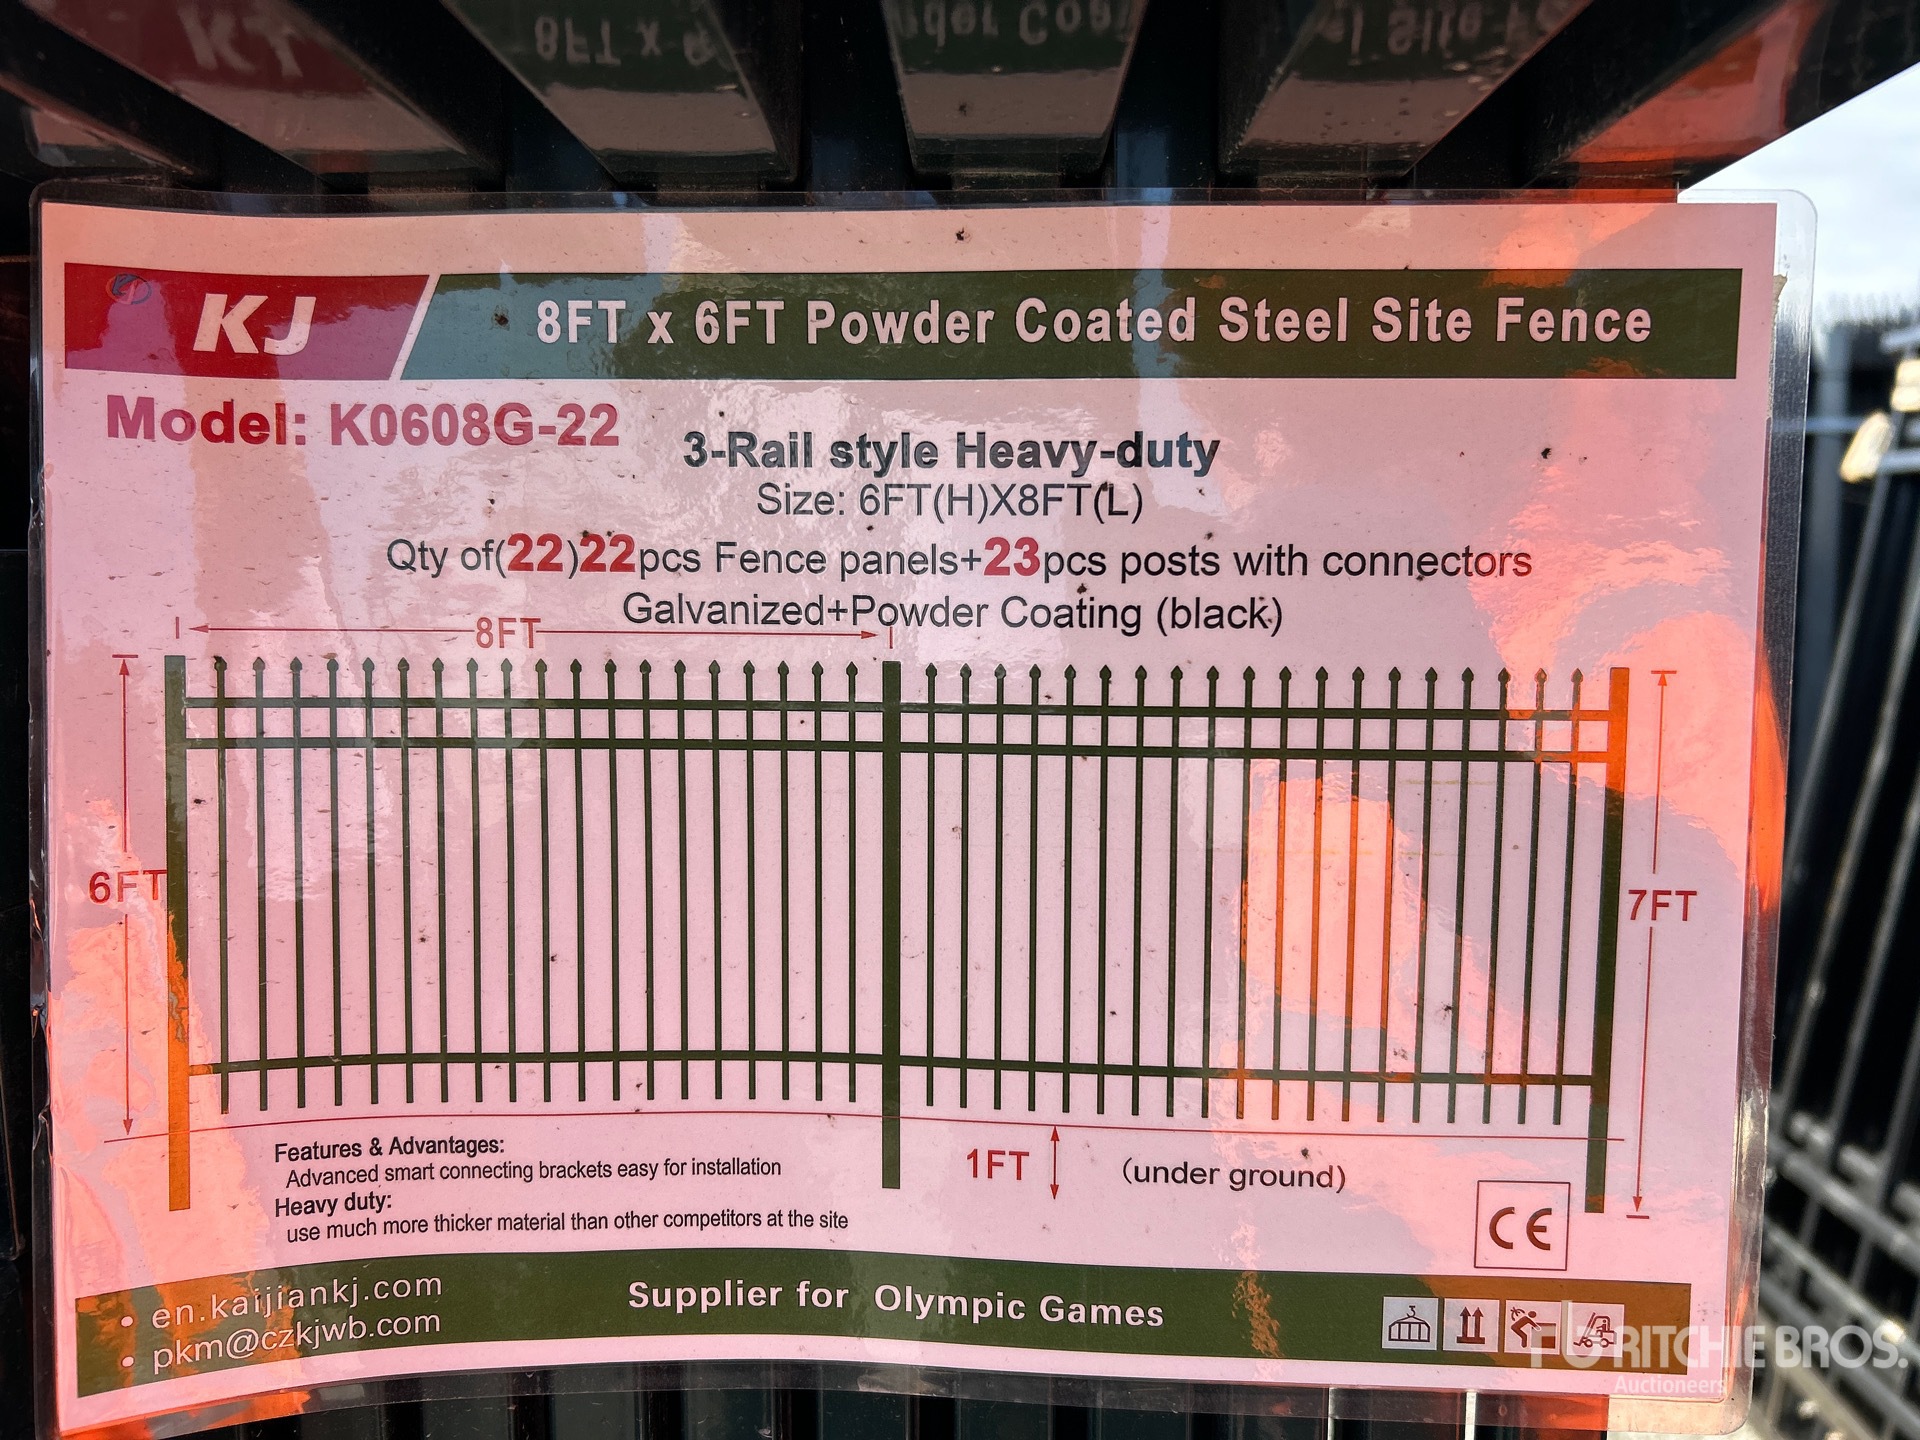 KJ
8FT x 6FT Powder Coated Steel Site Fence
Model: K0608G-22
3-Rail style Heavy-duty
Size: 6FT(H)X8FT(L)
Qty of(22)22pcs Fence panels+23pcs posts with connectors
Galvanized+Powder Coating (black)
8FT
6FT
7FT
1FT
(under ground)
Features & Advantages:
Advanced smart connecting brackets easy for installation
Heavy duty:
use much more thicker material than other competitors at the site
CE
• en.kaijiankj.com
• pkm@czkjwb.com
Supplier for Olympic Games
3
RITCHIE BROS.
Auctioneers